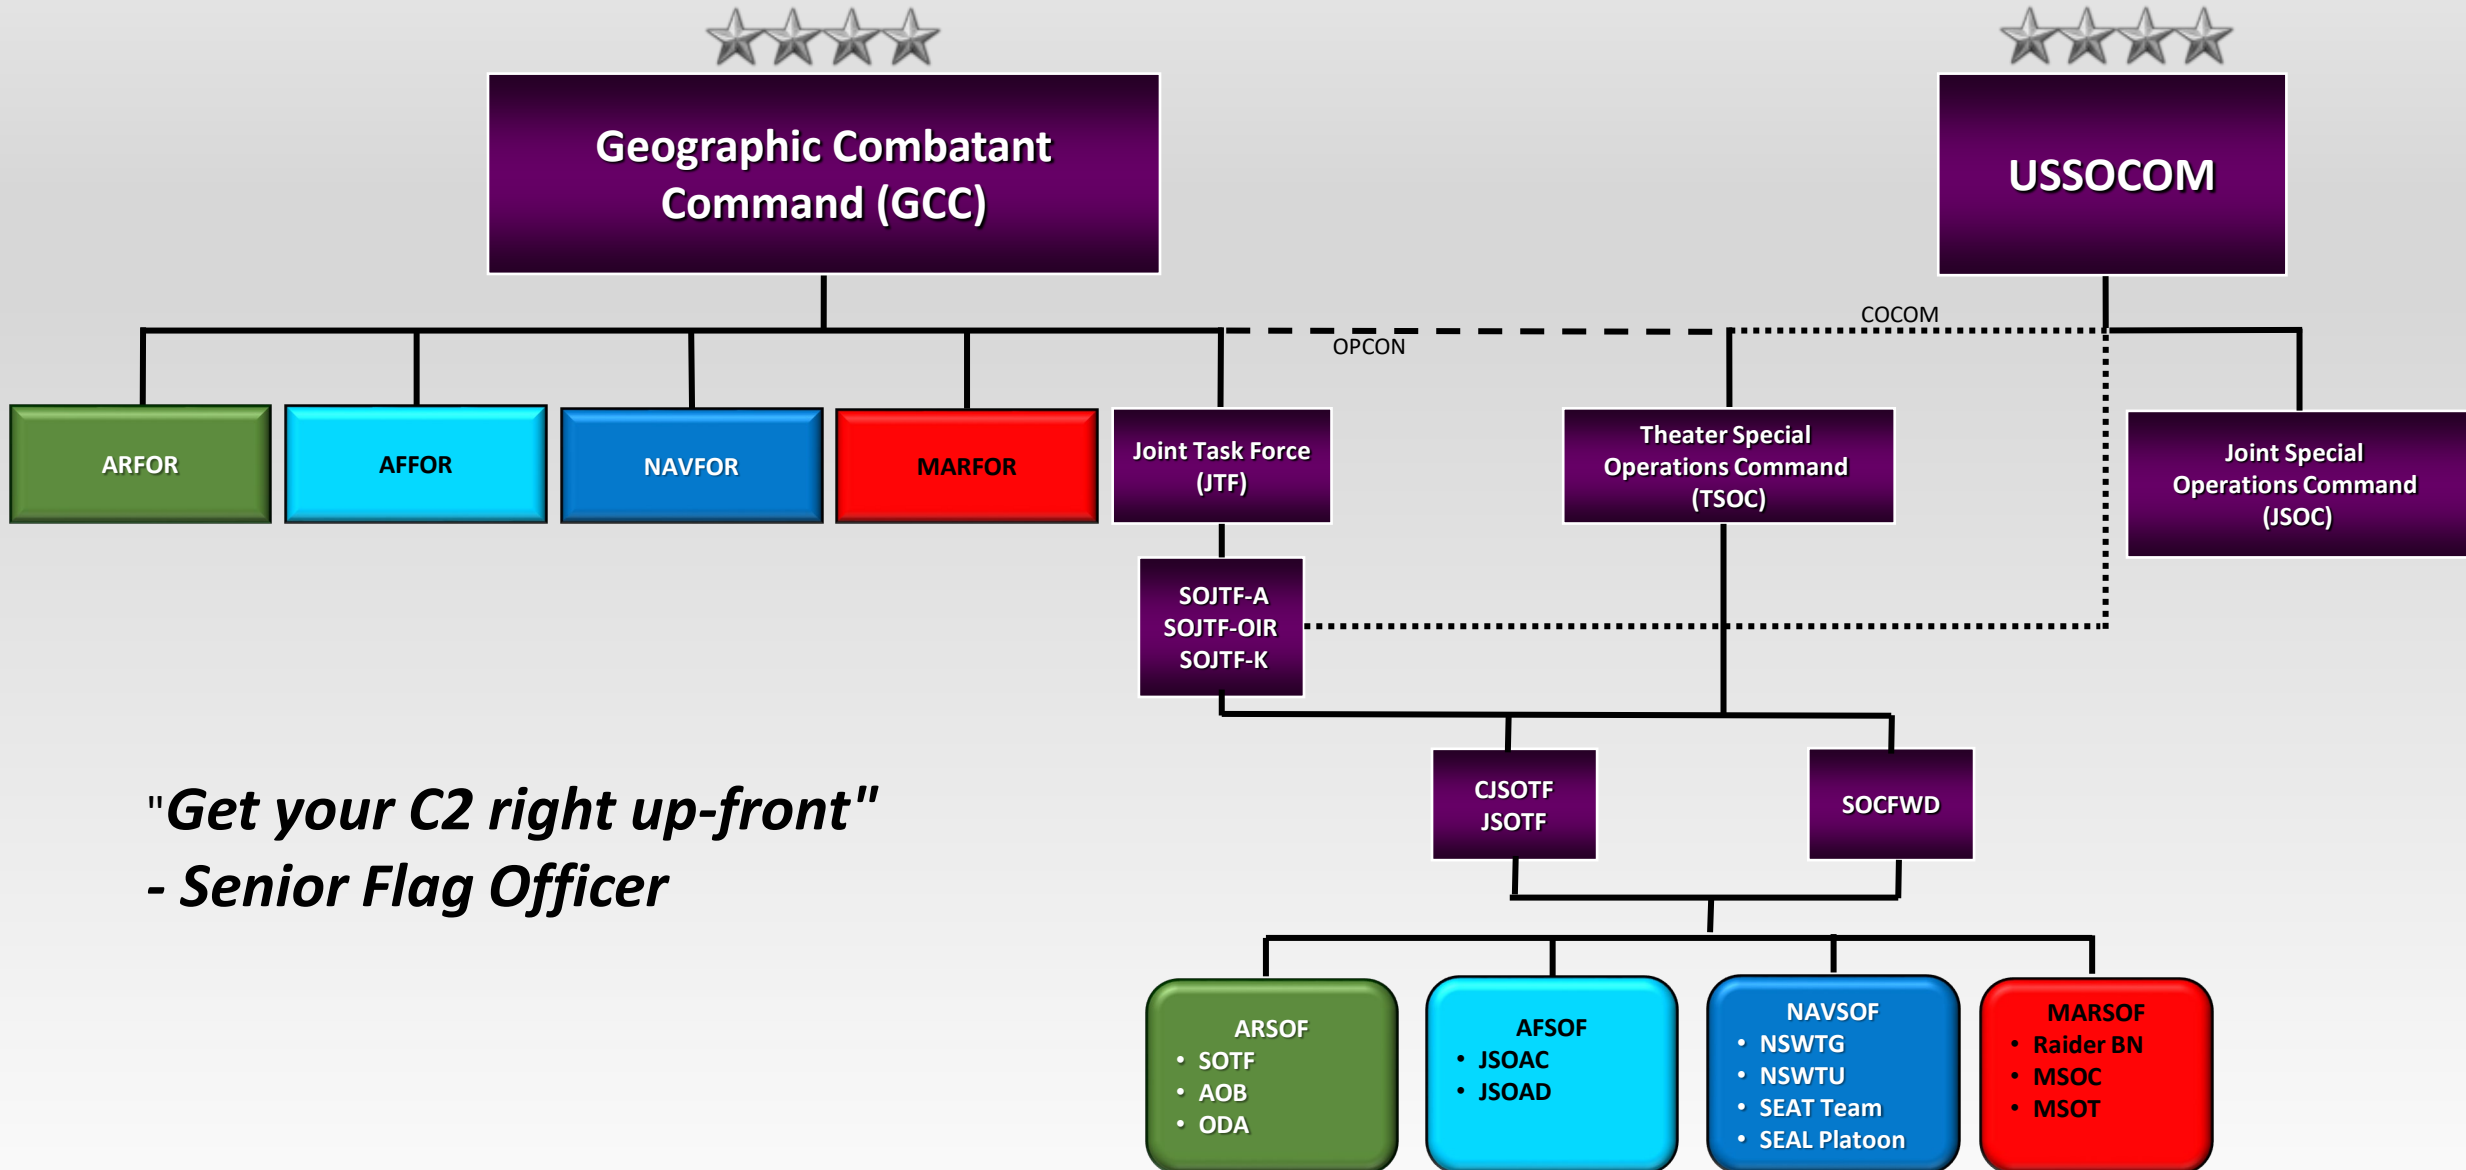 Geographic Combatant
Command (GCC)
USSOCOM
COCOM
OPCON
ARFOR
AFFOR
NAVFOR
MARFOR
Joint Task Force
(JTF)
Theater Special
Operations Command
(TSOC)
Joint Special
Operations Command
(JSOC)
SOJTF-A
SOJTF-OIR
SOJTF-K
CJSOTF
JSOTF
SOCFWD
"Get your C2 right up-front"
- Senior Flag Officer
ARSOF
• SOTF
• AOB
• ODA
AFSOF
• JSOAC
• JSOAD
NAVSOF
• NSWTG
• NSWTU
• SEAT Team
• SEAL Platoon
MARSOF
• Raider BN
• MSOC
• MSOT